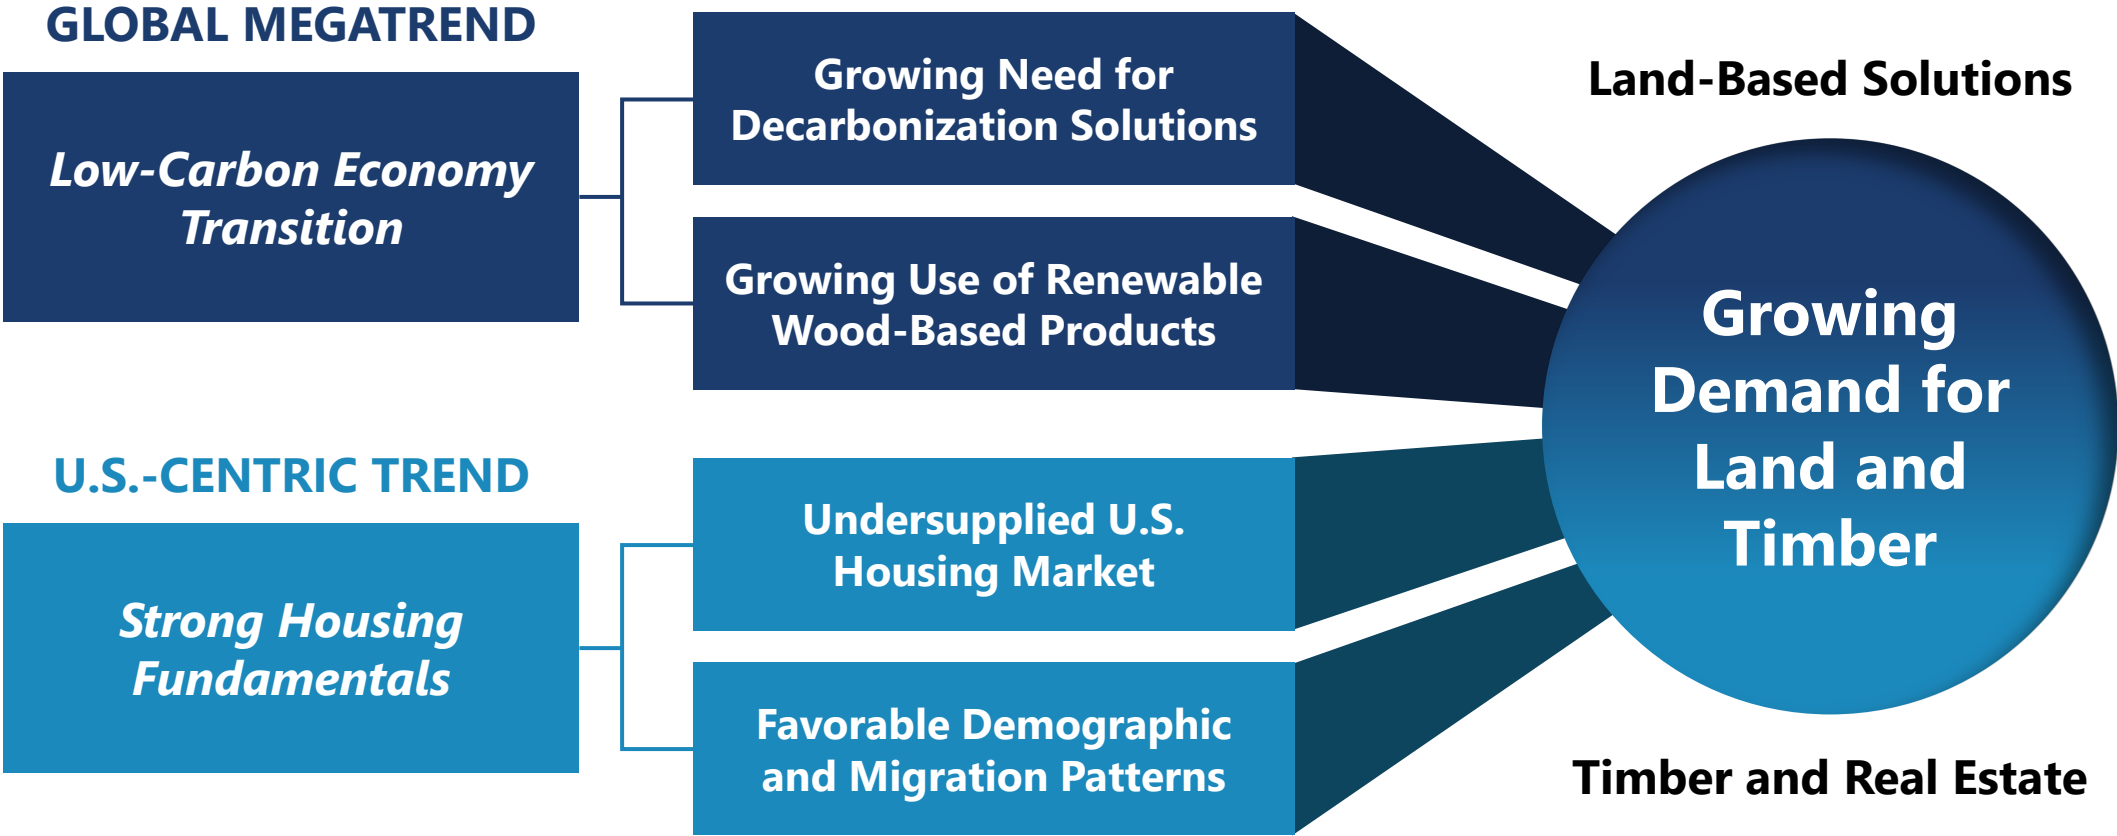 GLOBAL MEGATREND
Low-Carbon Economy
Transition
Growing Need for
Decarbonization Solutions
Growing Use of Renewable
Wood-Based Products
U.S.-CENTRIC TREND
Strong Housing
Fundamentals
Undersupplied U.S.
Housing Market
Favorable Demographic
and Migration Patterns
Land-Based Solutions
Growing
Demand for
Land and
Timber
Timber and Real Estate